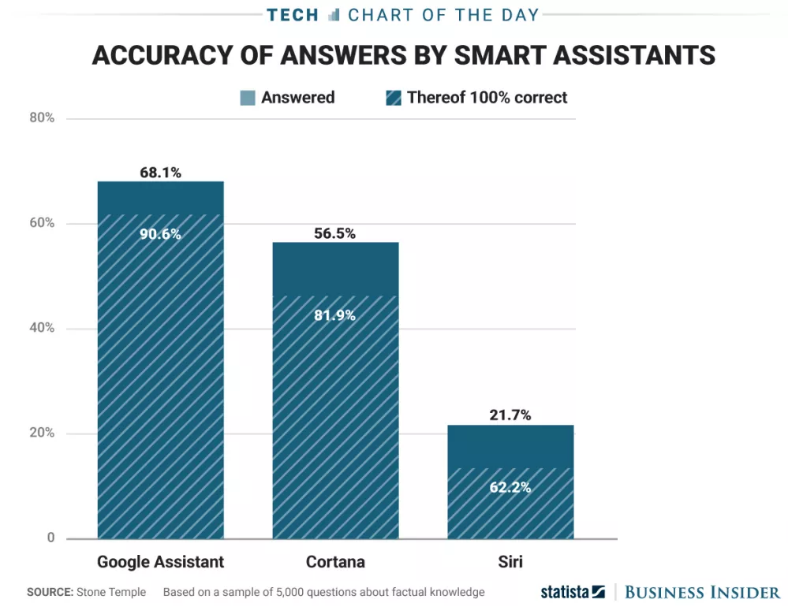 TECH CHART OF THE DAY
ACCURACY OF ANSWERS BY SMART ASSISTANTS
Answered Thereof 100% correct
80%
68.1%
60%
90.6%
56.5%
81.9%
40%
21.7%
20%
62.2%
0
Google Assistant Cortana Siri
SOURCE: Stone Temple Based on a sample of 5,000 questions about factual knowledge statista BUSINESS INSIDER